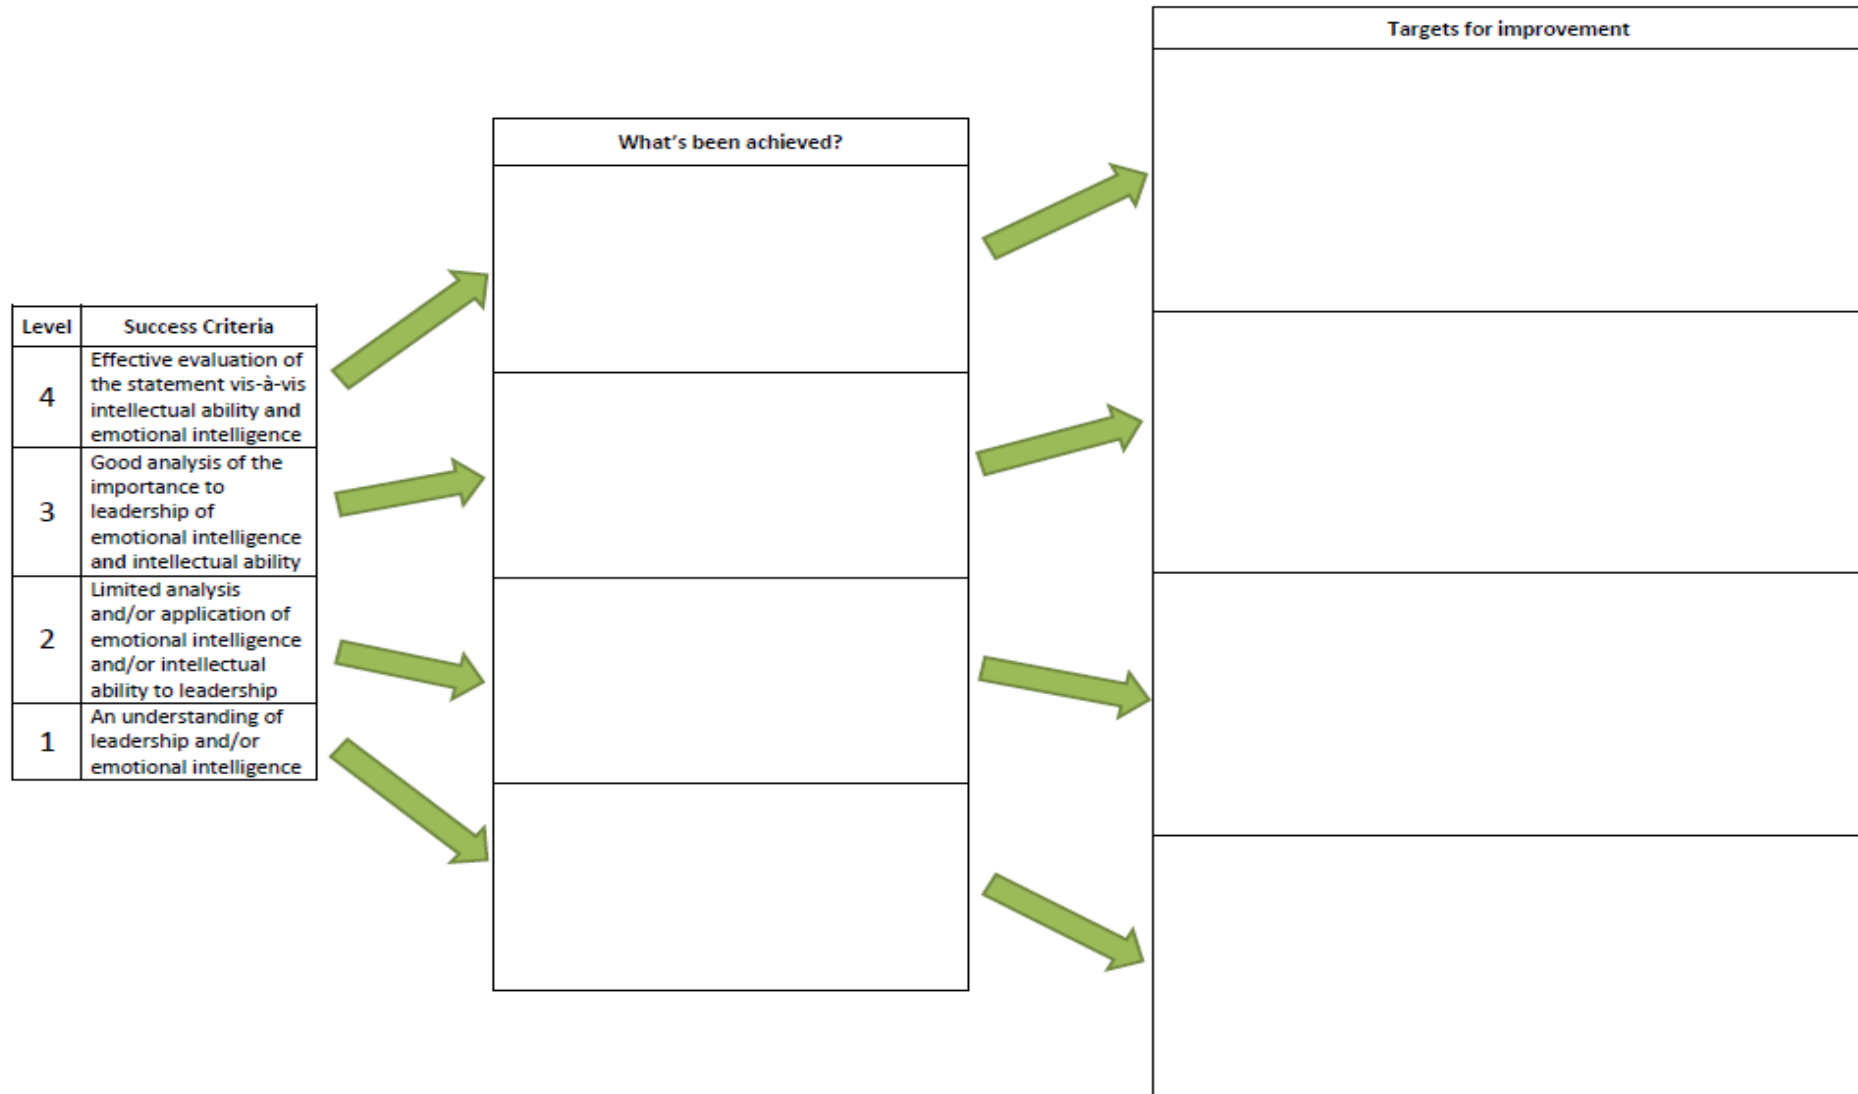 Targets for improvement
What's been achieved?
Level Success Criteria
4
Effective evaluation of
the statement vis-à-vis
intellectual ability and
emotional intelligence
3
Good analysis of the
importance to
leadership of
emotional intelligence
and intellectual ability
2
Limited analysis
and/or application of
emotional intelligence
and/or intellectual
ability to leadership
1
An understanding of
leadership and/or
emotional intelligence